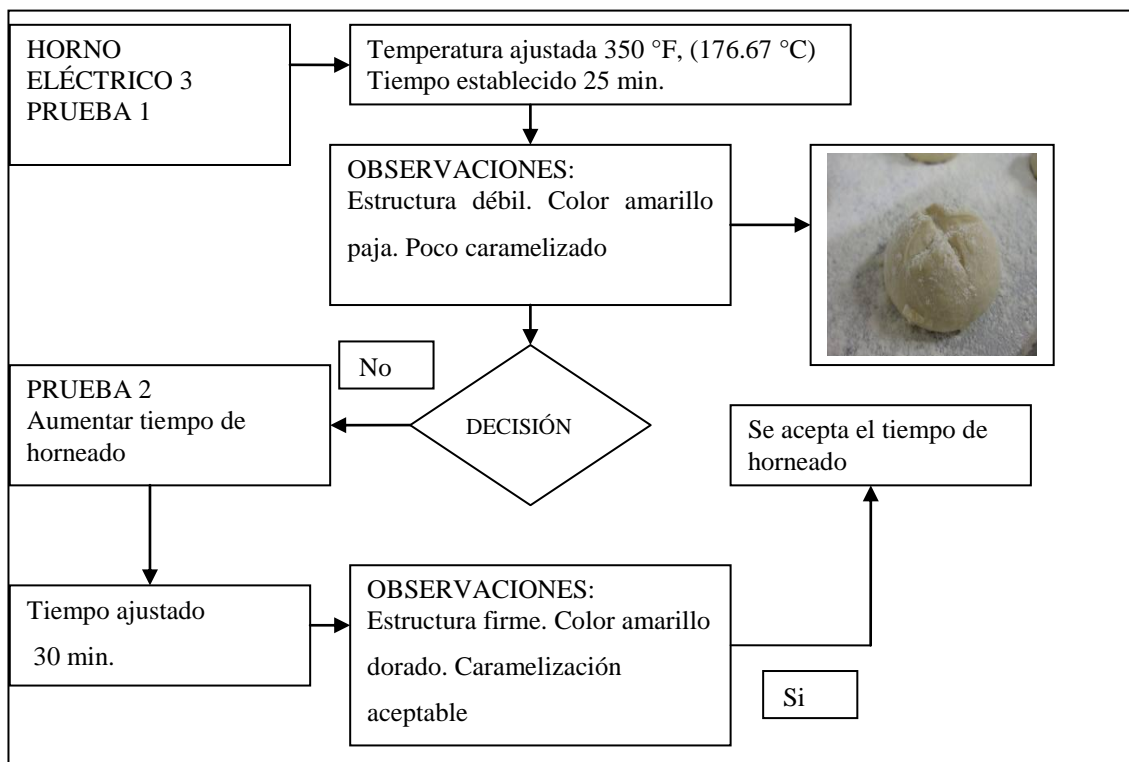 HORNO
ELÉCTRICO 3
PRUEBA 1
Temperatura ajustada 350 °F, (176.67 °C)
Tiempo establecido 25 min.
OBSERVACIONES:
Estructura débil. Color amarillo
paja. Poco caramelizado
No
DECISIÓN
PRUEBA 2
Aumentar tiempo de
horneado
Se acepta el tiempo de
horneado
Tiempo ajustado
30 min.
OBSERVACIONES:
Estructura firme. Color amarillo
dorado. Caramelización
aceptable
Si